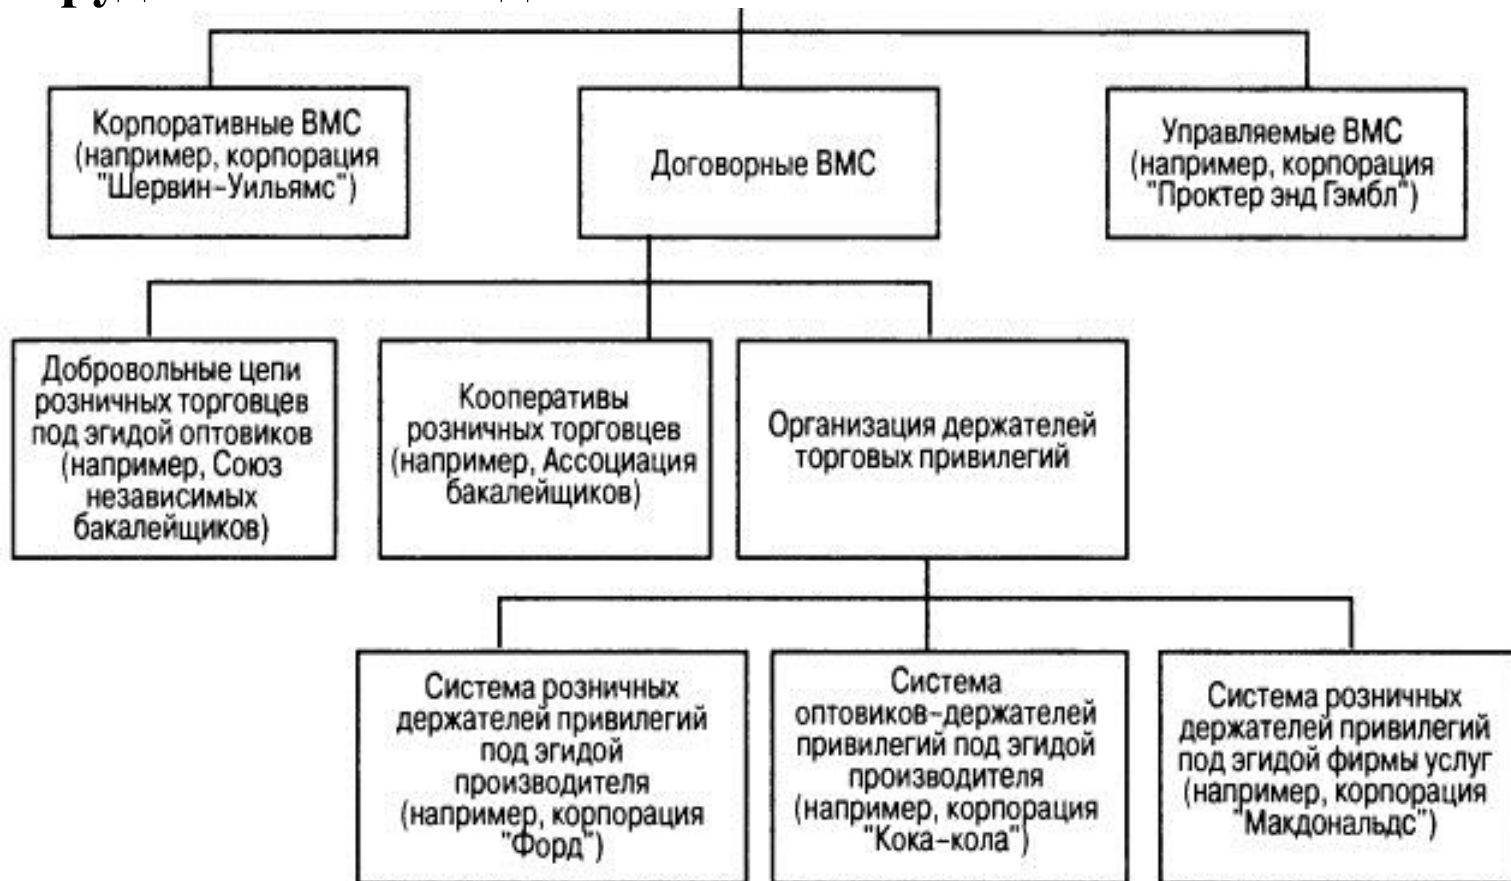 Корпоративные ВМС
(например, корпорация
"Шервин-Уильямс")
Договорные ВМС
Управляемые ВМС
(например, корпорация
"Проктер энд Гэмбл")
Добровольные цепи
розничных торговцев
под эгидой оптовиков
(например, Союз
независимых
бакалейщиков)
Кооперативы
розничных торговцев
(например, Ассоциация
бакалейщиков)
Организация держателей
торговых привилегий
Система розничных
держателей привилегий
под эгидой
производителя
(например, корпорация
"Форд")
Система
оптовиков-держателей
привилегий под эгидой
производителя
(например, корпорация
"Кока-кола")
Система розничных
держателей привилегий
под эгидой фирмы услуг
(например, корпорация
"Макдональдс")